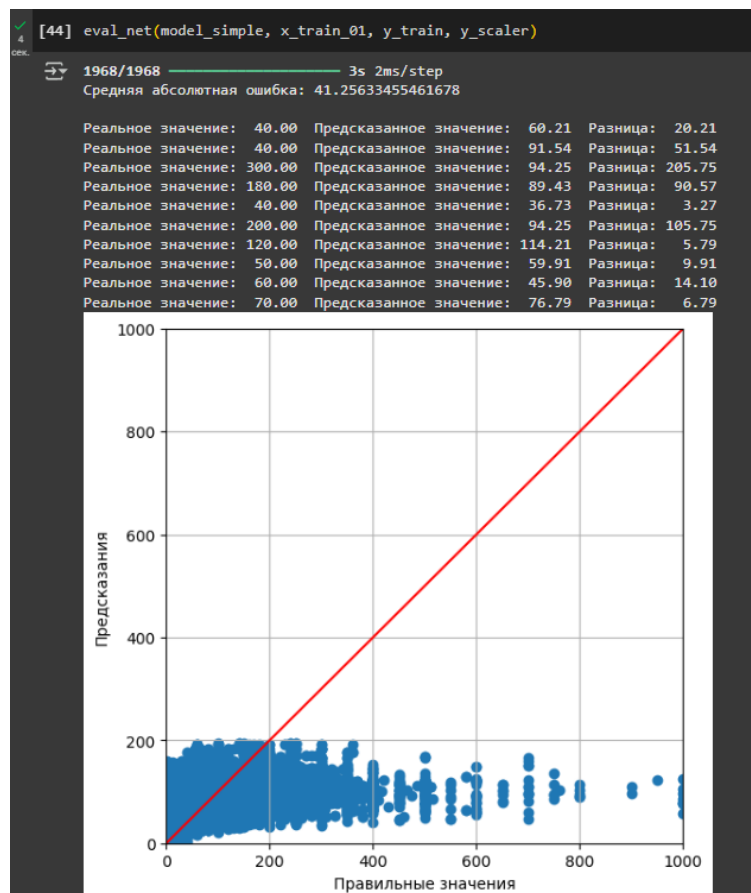 [44] eval_net(model_simple, x_train_01, y_train, y_scaler)
4
сек.
1968/1968 ━━━━━━━━━━━━━━━━━━━━ 3s 2ms/step
Средняя абсолютная ошибка: 41.25633455461678
Реальное значение: 40.00 Предсказанное значение: 60.21 Разница: 20.21
Реальное значение: 40.00 Предсказанное значение: 91.54 Разница: 51.54
Реальное значение: 300.00 Предсказанное значение: 94.25 Разница: 205.75
Реальное значение: 180.00 Предсказанное значение: 89.43 Разница: 90.57
Реальное значение: 40.00 Предсказанное значение: 36.73 Разница: 3.27
Реальное значение: 200.00 Предсказанное значение: 94.25 Разница: 105.75
Реальное значение: 120.00 Предсказанное значение: 114.21 Разница: 5.79
Реальное значение: 50.00 Предсказанное значение: 59.91 Разница: 9.91
Реальное значение: 60.00 Предсказанное значение: 45.90 Разница: 14.10
Реальное значение: 70.00 Предсказанное значение: 76.79 Разница: 6.79
1000
800
600
400
200
0
Предсказания
0 200 400 600 800 1000
Правильные значения